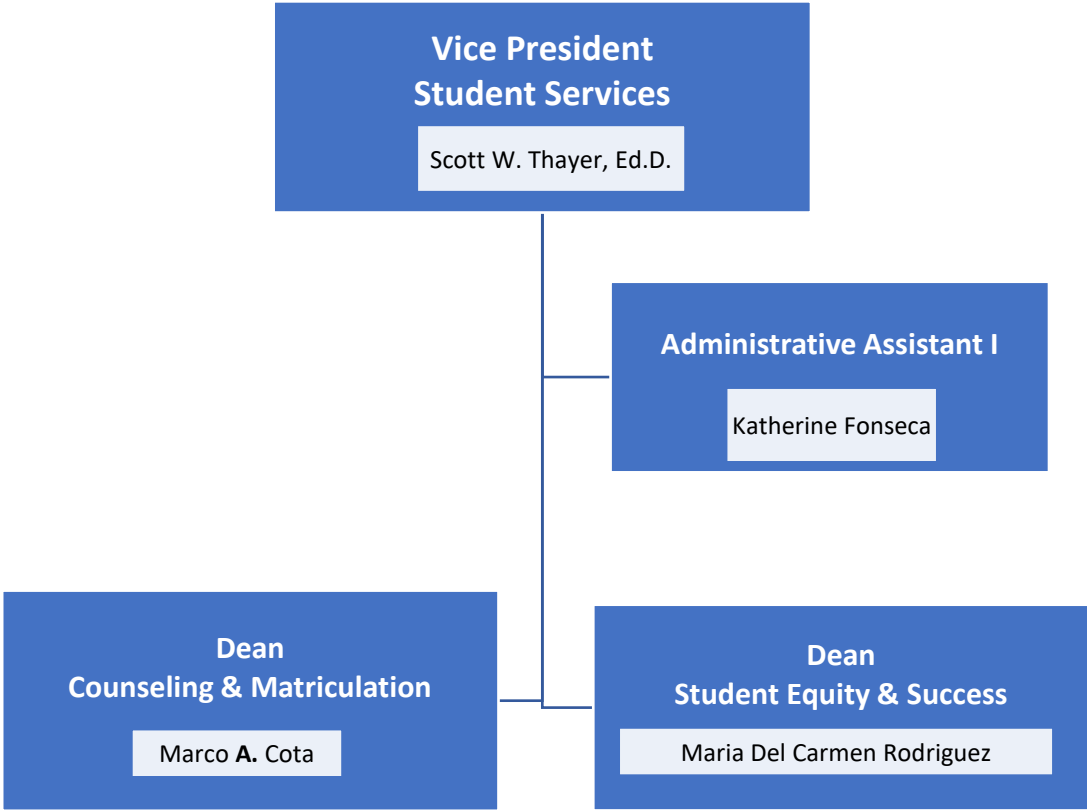 Vice President
Student Services
Scott W. Thayer, Ed.D.
Administrative Assistant I
Katherine Fonseca
Dean
Counseling & Matriculation
Marco A. Cota
Dean
Student Equity & Success
Maria Del Carmen Rodriguez